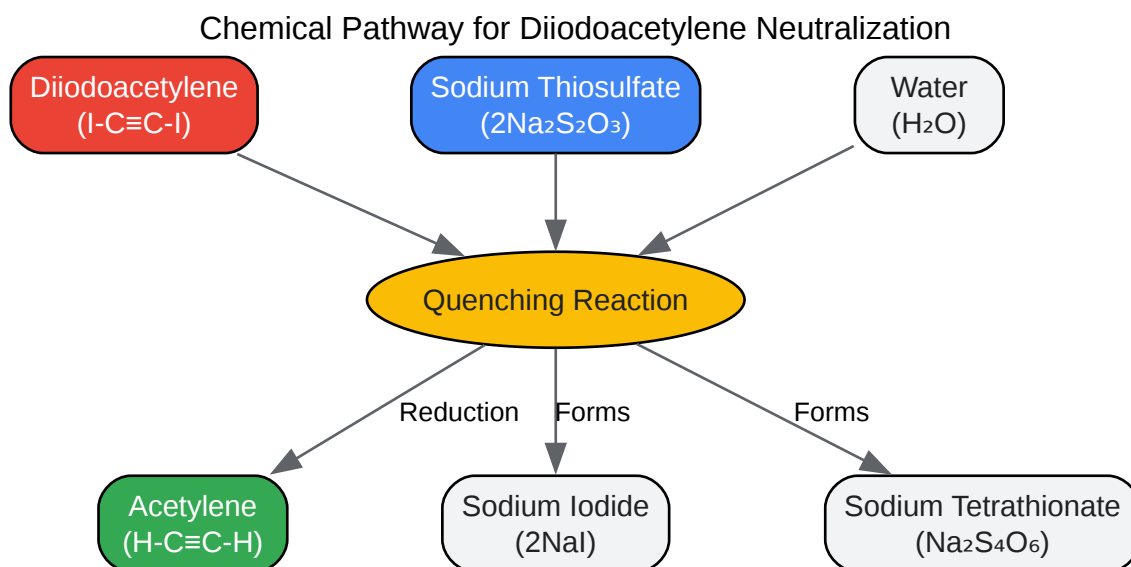 Chemical Pathway for Diiodoacetylene Neutralization
Diiodoacetylene
(I-C≡C-I)
Sodium Thiosulfate
(2Na₂S₂O₃)
Water
(H₂O)
Quenching Reaction
Reduction
Forms
Forms
Acetylene
(H-C≡C-H)
Sodium Iodide
(2NaI)
Sodium Tetrathionate
(Na₂S₄O₆)